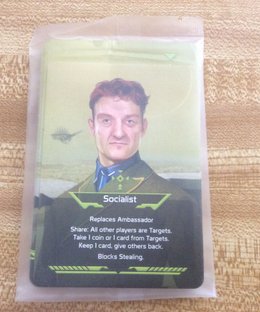 Socialist
Replaces Ambassador
Share: All other players are Targets.
Take 1 coin or 1 card from Targets.
Keep 1 card, give others back.
Blocks Stealing.